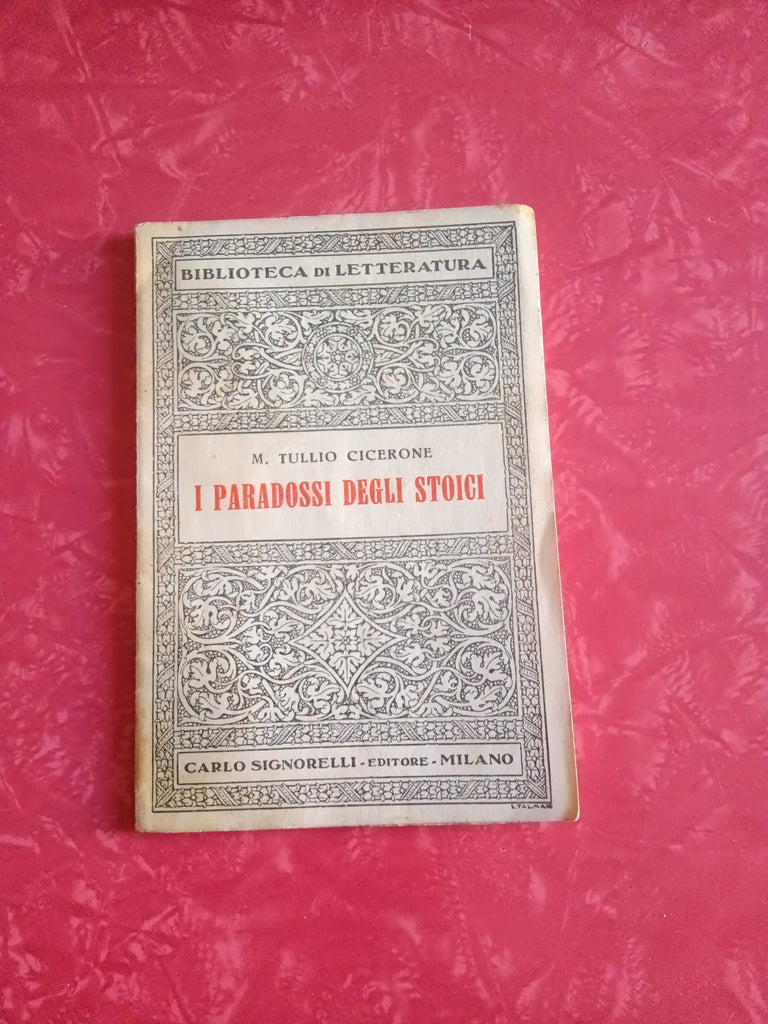 BIBLIOTECA DI LETTERATURA
M. TULLIO CICERONE
I PARADOSSI DEGLI STOICI
CARLO SIGNORELLI - EDITORE - MILANO